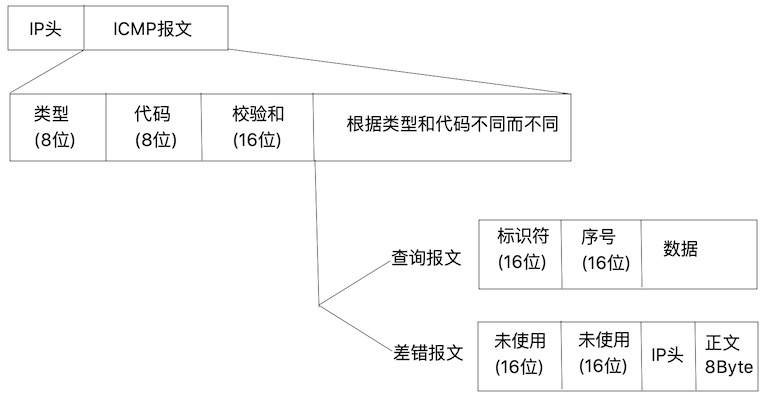 IP头
ICMP报文
类型
(8位)
代码
(8位)
校验和
(16位)
根据类型和代码不同而不同
查询报文
标识符
(16位)
序号
(16位)
数据
差错报文
未使用
(16位)
未使用
(16位)
IP头
正文
8Byte